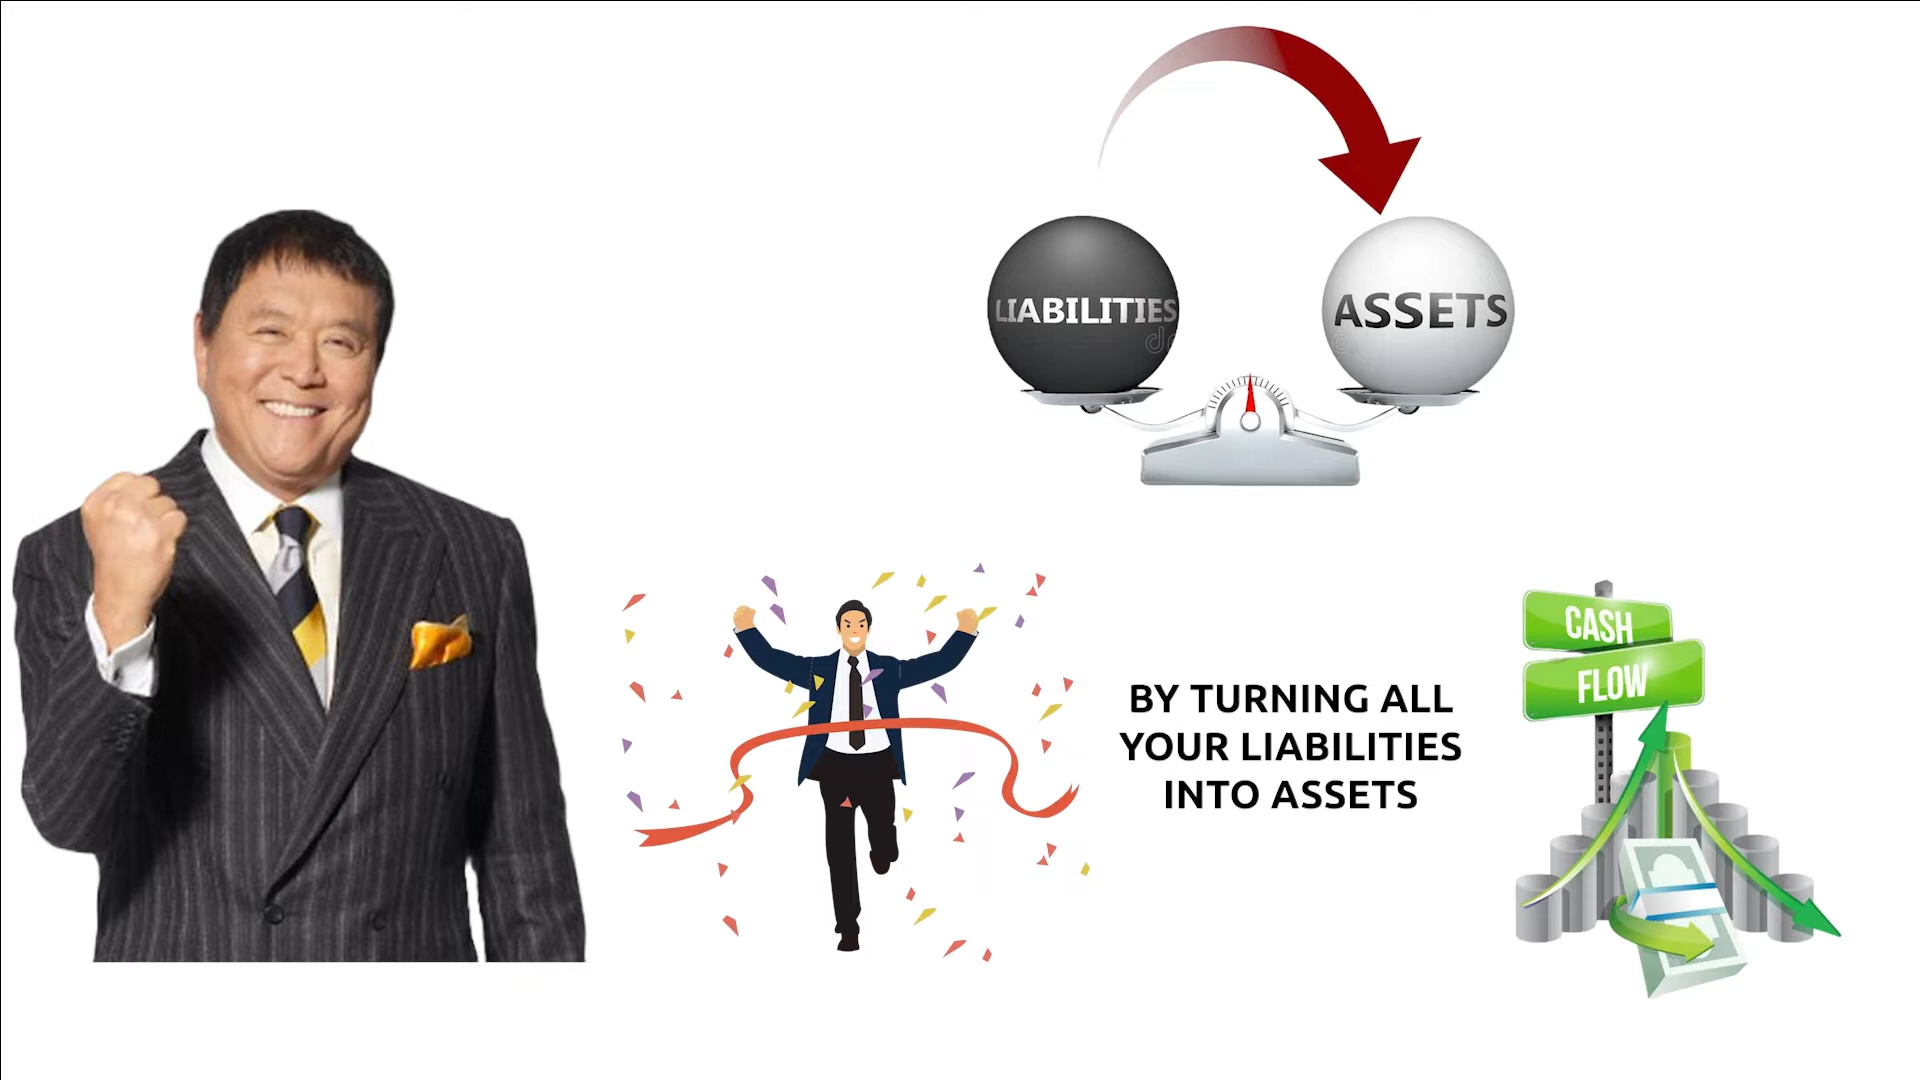 LIABILITIES
ASSETS
CASH
FLOW
BY TURNING ALL
YOUR LIABILITIES
INTO ASSETS